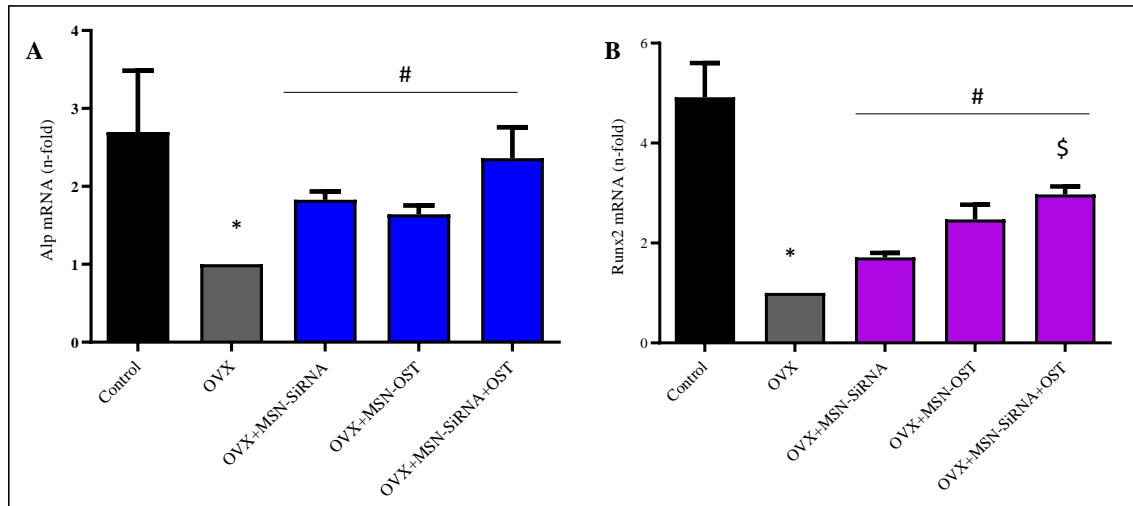 A
Alp mRNA (n-fold)
4
3
2
1
0
*
#
Control
OVX
OVX+MSN-SiRNA
OVX+MSN-OST
OVX+MSN-SiRNA+OST
B
Runx2 mRNA (n-fold)
6
4
2
0
*
#
$
Control
OVX
OVX+MSN-SiRNA
OVX+MSN-OST
OVX+MSN-SiRNA+OST